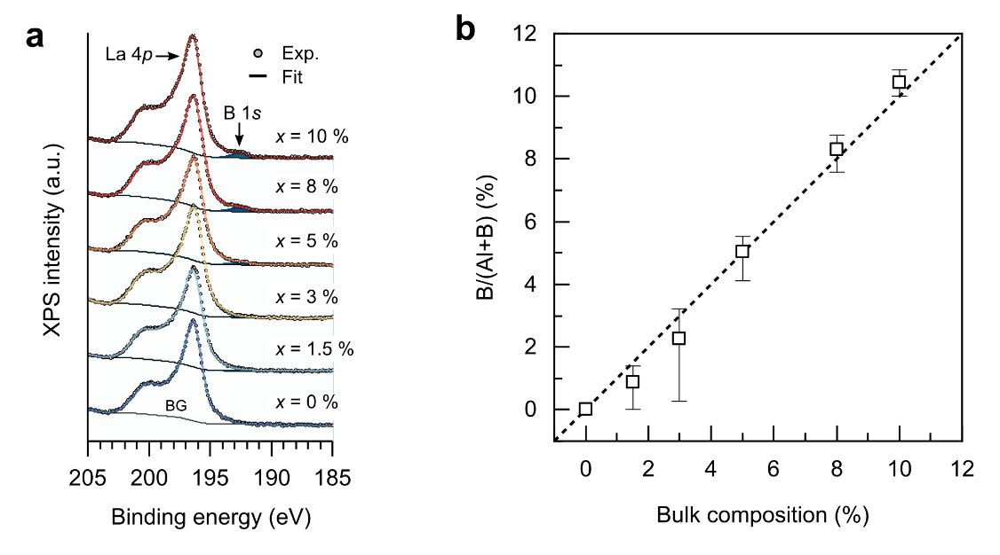 a
La 4p
Exp.
Fit
B 1s
x = 10 %
x = 8 %
x = 5 %
x = 3 %
x = 1.5 %
x = 0 %
BG
XPS intensity (a.u.)
205 200 195 190 185
Binding energy (eV)
b
12
10
8
6
4
2
0
B/(Al+B) (%)
0 2 4 6 8 10 12
Bulk composition (%)